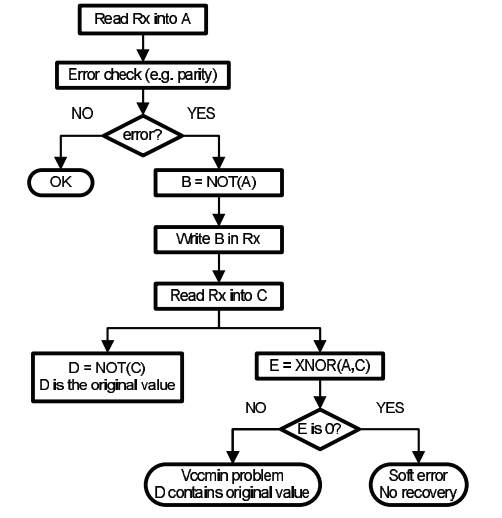 Read Rx into A
Error check (e.g. parity)
NO
YES
error?
OK
B = NOT(A)
Write B in Rx
Read Rx into C
D = NOT(C)
D is the original value
E = XNOR(A,C)
NO
YES
E is 0?
Vccmin problem
D contains original value
Soft error
No recovery